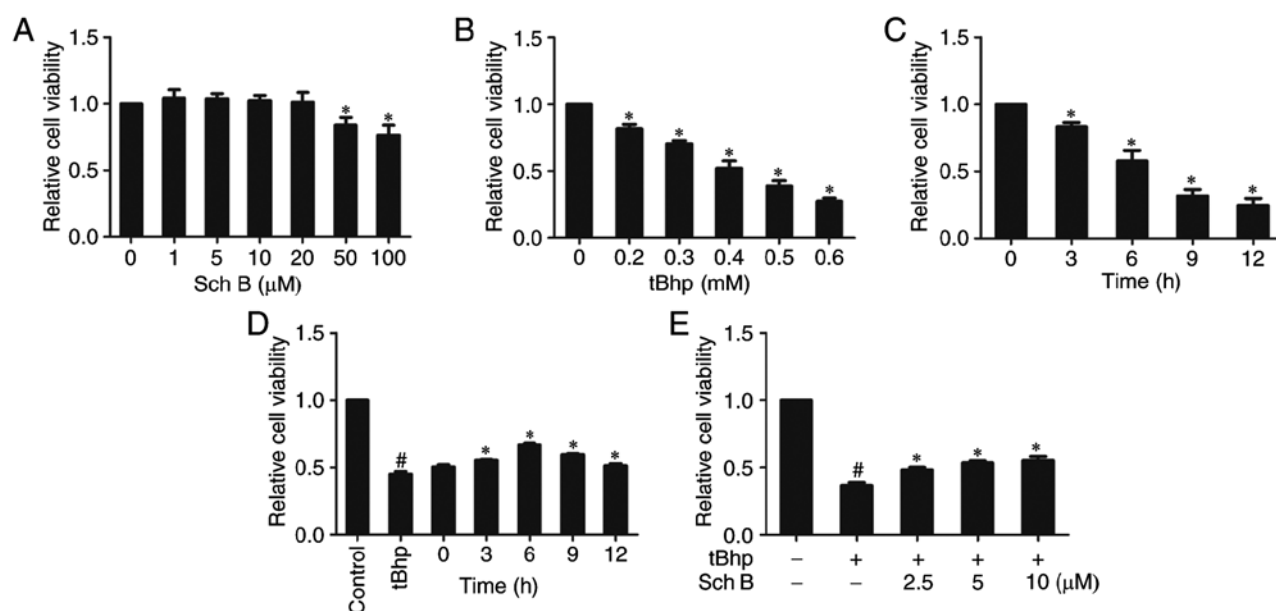 A
Relative cell viability
1.5
1.0
0.5
0.0
* *
0 1 5 10 20 50 100
Sch B (μM)
B
Relative cell viability
1.5
1.0
0.5
0.0
* * * * *
0 0.2 0.3 0.4 0.5 0.6
tBhp (mM)
C
Relative cell viability
1.5
1.0
0.5
0.0
* * * *
0 3 6 9 12
Time (h)
D
Relative cell viability
1.5
1.0
0.5
0.0
# * * * *
Control tBhp 0 3 6 9 12
Time (h)
E
Relative cell viability
1.5
1.0
0.5
0.0
# * * *
tBhp – + + + +
Sch B – – 2.5 5 10 (μM)